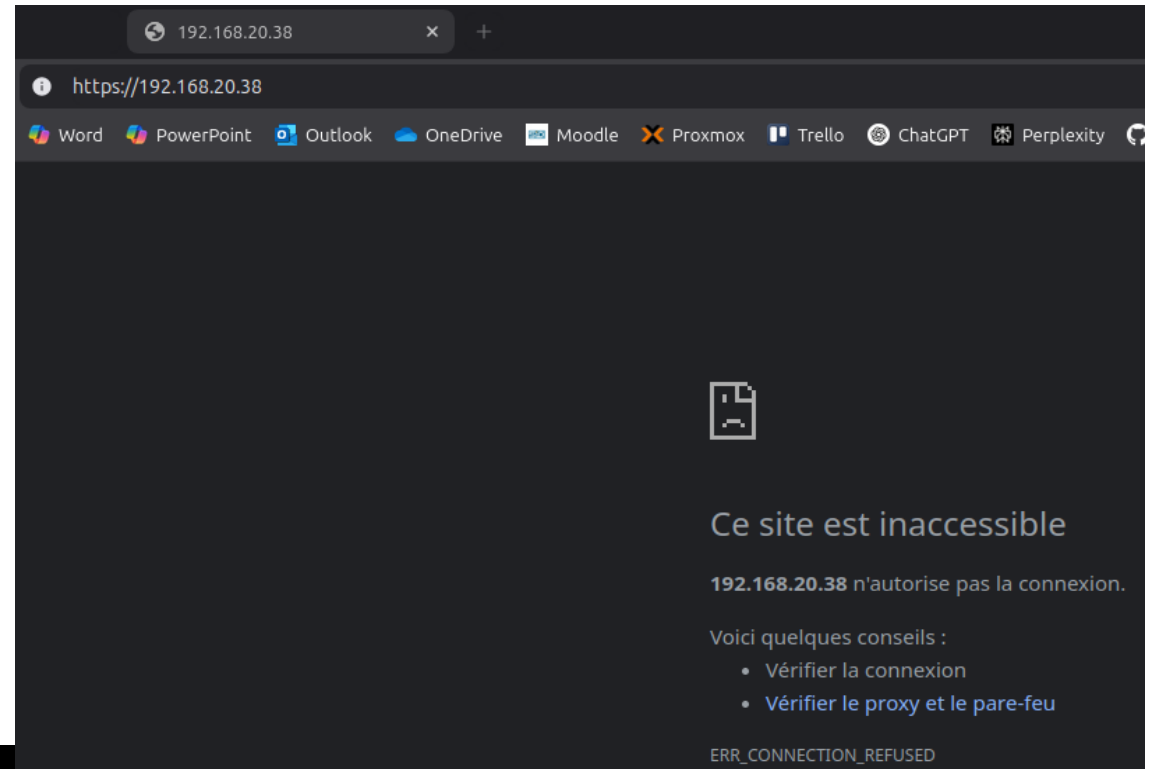 192.168.20.38
https://192.168.20.38
Word PowerPoint Outlook OneDrive Moodle Proxmox Trello ChatGPT Perplexity
Ce site est inaccessible
192.168.20.38 n'autorise pas la connexion.
Voici quelques conseils :
Vérifier la connexion
Vérifier le proxy et le pare-feu
ERR_CONNECTION_REFUSED